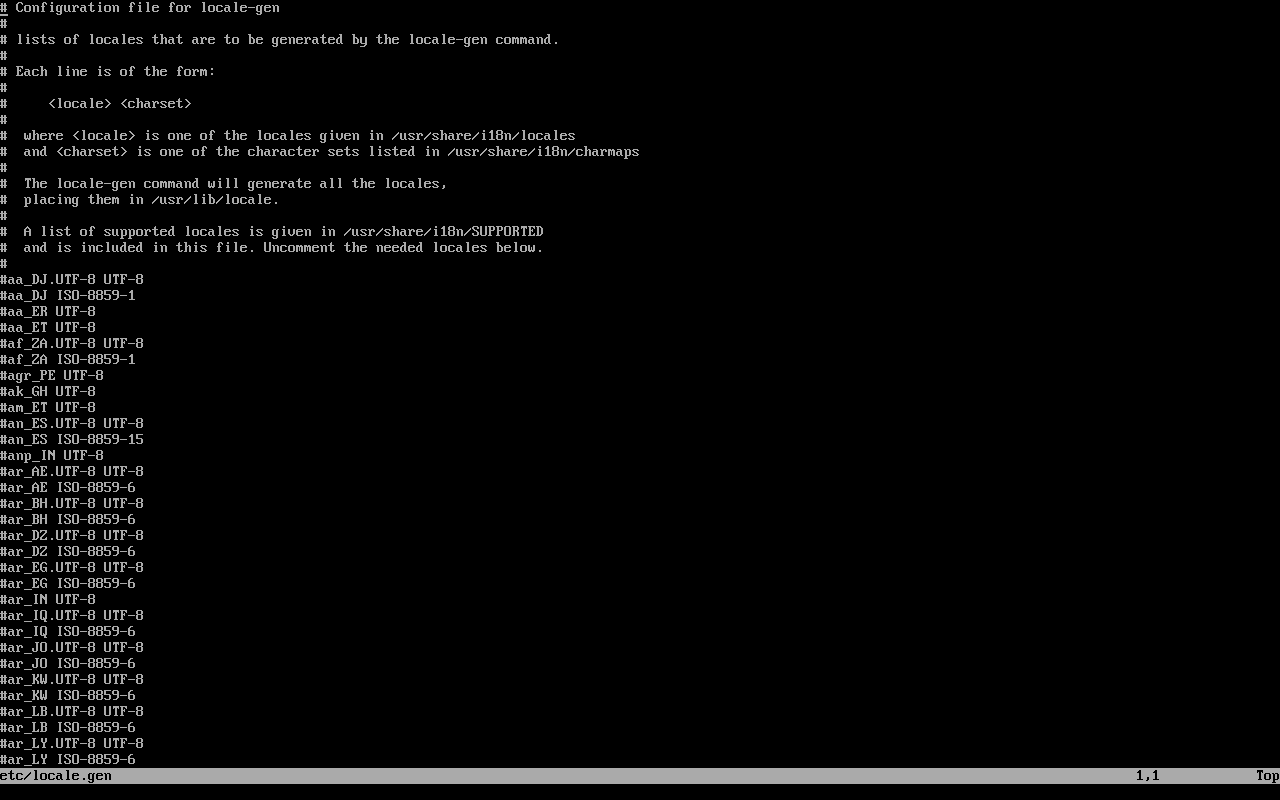 # Configuration file for locale-gen
#
# lists of locales that are to be generated by the locale-gen command.
#
# Each line is of the form:
#
#     <locale> <charset>
#
#  where <locale> is one of the locales given in /usr/share/i18n/locales
#  and <charset> is one of the character sets listed in /usr/share/i18n/charmaps
#
#  The locale-gen command will generate all the locales,
#  placing them in /usr/lib/locale.
#
#  A list of supported locales is given in /usr/share/i18n/SUPPORTED
#  and is included in this file. Uncomment the needed locales below.
#
#aa_DJ.UTF-8 UTF-8
#aa_DJ ISO-8859-1
#aa_ER UTF-8
#aa_ET UTF-8
#af_ZA.UTF-8 UTF-8
#af_ZA ISO-8859-1
#agr_PE UTF-8
#ak_GH UTF-8
#am_ET UTF-8
#an_ES.UTF-8 UTF-8
#an_ES ISO-8859-15
#anp_IN UTF-8
#ar_AE.UTF-8 UTF-8
#ar_AE ISO-8859-6
#ar_BH.UTF-8 UTF-8
#ar_BH ISO-8859-6
#ar_DZ.UTF-8 UTF-8
#ar_DZ ISO-8859-6
#ar_EG.UTF-8 UTF-8
#ar_EG ISO-8859-6
#ar_IN UTF-8
#ar_IQ.UTF-8 UTF-8
#ar_IQ ISO-8859-6
#ar_JO.UTF-8 UTF-8
#ar_JO ISO-8859-6
#ar_KW.UTF-8 UTF-8
#ar_KW ISO-8859-6
#ar_LB.UTF-8 UTF-8
#ar_LB ISO-8859-6
#ar_LY.UTF-8 UTF-8
#ar_LY ISO-8859-6
etc/locale.gen 1,1 Top